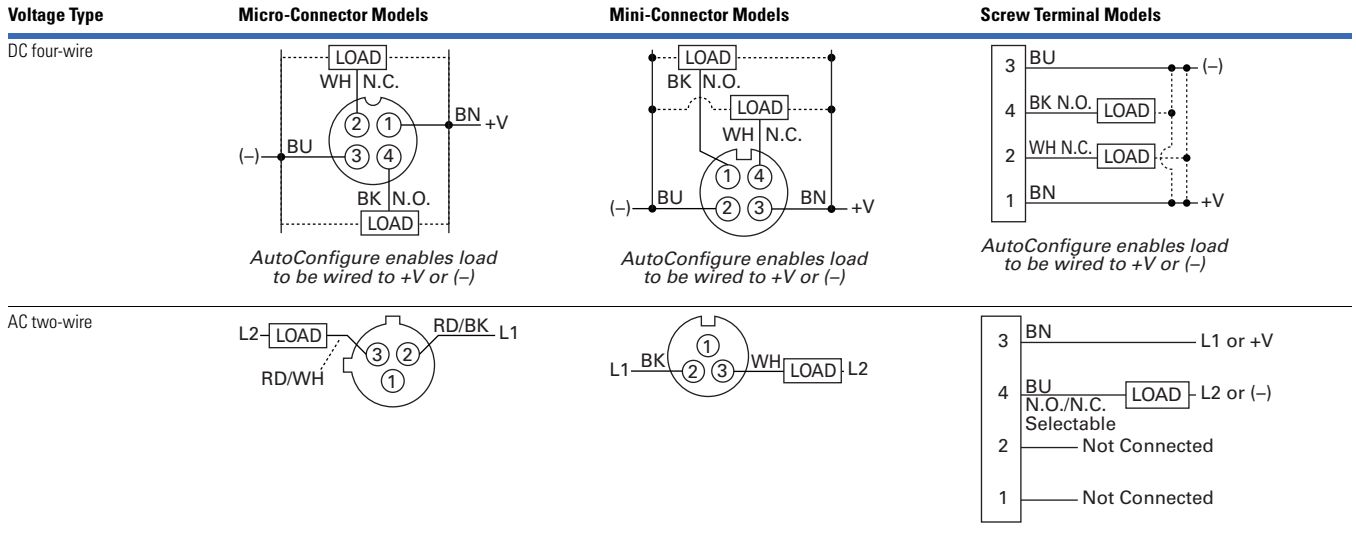 Voltage Type Micro-Connector Models Mini-Connector Models Screw Terminal Models
DC four-wire
LOAD
WH N.C.
2 1
BN +V
(–) BU
3 4
BK N.O.
LOAD
AutoConfigure enables load
to be wired to +V or (–)
LOAD
BK N.O.
LOAD
WH N.C.
1 4
(–) BU 2 3 BN +V
AutoConfigure enables load
to be wired to +V or (–)
3 BU (–)
4 BK N.O. LOAD
2 WH N.C. LOAD
1 BN +V
AutoConfigure enables load
to be wired to +V or (–)
AC two-wire
L2 LOAD RD/BK L1
3 2
RD/WH
1
1
L1 BK 2 3 WH LOAD L2
3 BN L1 or +V
4 BU LOAD L2 or (–)
N.O./N.C.
Selectable
2 Not Connected
1 Not Connected